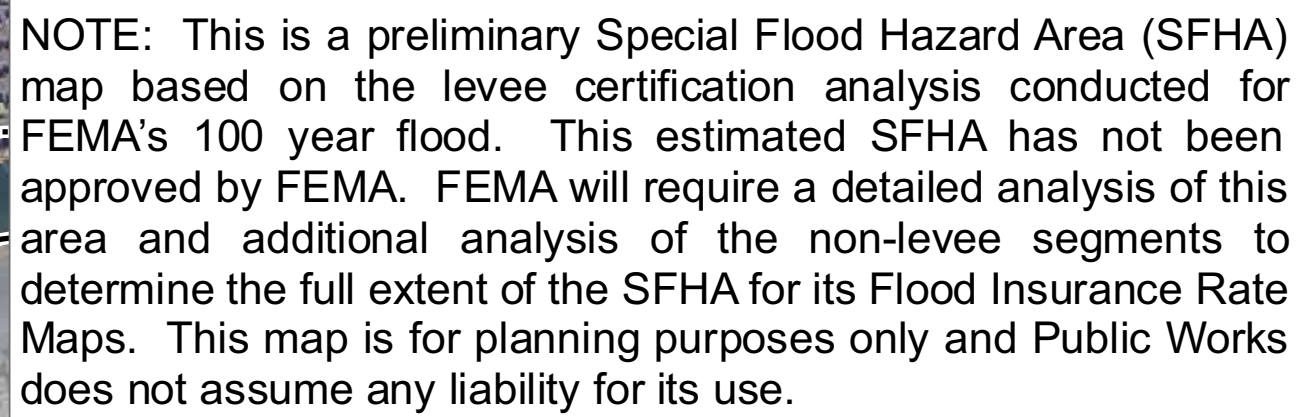 NOTE: This is a preliminary Special Flood Hazard Area (SFHA)
map based on the levee certification analysis conducted for
FEMA’s 100 year flood. This estimated SFHA has not been
approved by FEMA. FEMA will require a detailed analysis of this
area and additional analysis of the non-levee segments to
determine the full extent of the SFHA for its Flood Insurance Rate
Maps. This map is for planning purposes only and Public Works
does not assume any liability for its use.